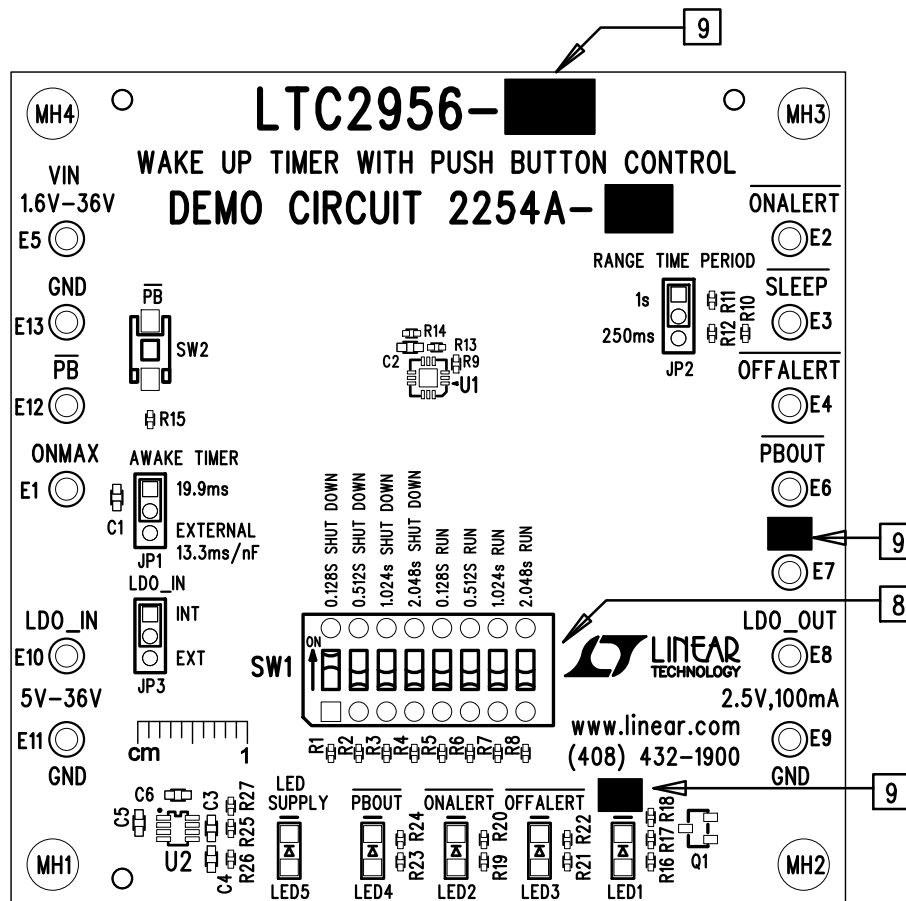 9
MH4
LTC2956-
MH3
WAKE UP TIMER WITH PUSH BUTTON CONTROL
DEMO CIRCUIT 2254A-
VIN
1.6V-36V
E5
ONALERT
E2
RANGE TIME PERIOD
1s
250ms
JP2
R11
R10
R12
GND
E13
SLEEP
E3
PB
SW2
R14
R13
C2
R9
U1
PB
E12
R15
OFFALERT
E4
ONMAX
E1
AWAKE TIMER
19.9ms
C1
EXTERNAL
13.3ms/nF
JP1
PBOUT
E6
9
E7
8
0.128S SHUT DOWN
0.512S SHUT DOWN
1.024s SHUT DOWN
2.048s SHUT DOWN
0.128S RUN
0.512S RUN
1.024s RUN
2.048s RUN
LDO_IN
INT
EXT
JP3
LDO_IN
E10
5V-36V
E11
GND
ON
SW1
LT LINEAR
TECHNOLOGY
LDO_OUT
E8
2.5V,100mA
E9
GND
www.linear.com
(408) 432-1900
R1
R2
R3
R4
R5
R6
R7
R8
cm 1
9
C6
C5
U2
C3
C4
R27
R25
R26
LED
SUPPLY
LED5
PBOUT
R24
R23
LED4
ONALERT
R20
R19
LED2
OFFALERT
R22
R21
LED3
R18
R17
R16
LED1
Q1
MH1
MH2